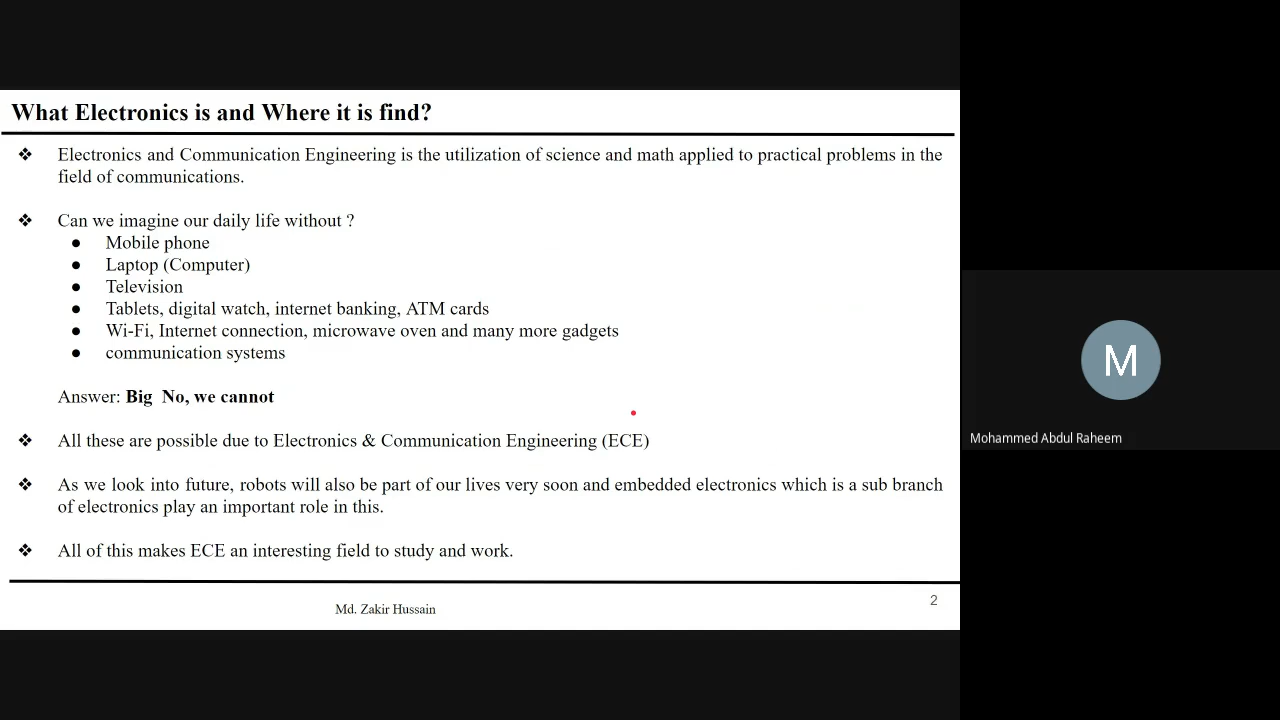 What Electronics is and Where it is find?
❖ Electronics and Communication Engineering is the utilization of science and math applied to practical problems in the
field of communications.
❖ Can we imagine our daily life without ?
● Mobile phone
● Laptop (Computer)
● Television
● Tablets, digital watch, internet banking, ATM cards
● Wi-Fi, Internet connection, microwave oven and many more gadgets
● communication systems
Answer: Big No, we cannot
❖ All these are possible due to Electronics & Communication Engineering (ECE)
❖ As we look into future, robots will also be part of our lives very soon and embedded electronics which is a sub branch
of electronics play an important role in this.
❖ All of this makes ECE an interesting field to study and work.
Md. Zakir Hussain
2
M
Mohammed Abdul Raheem